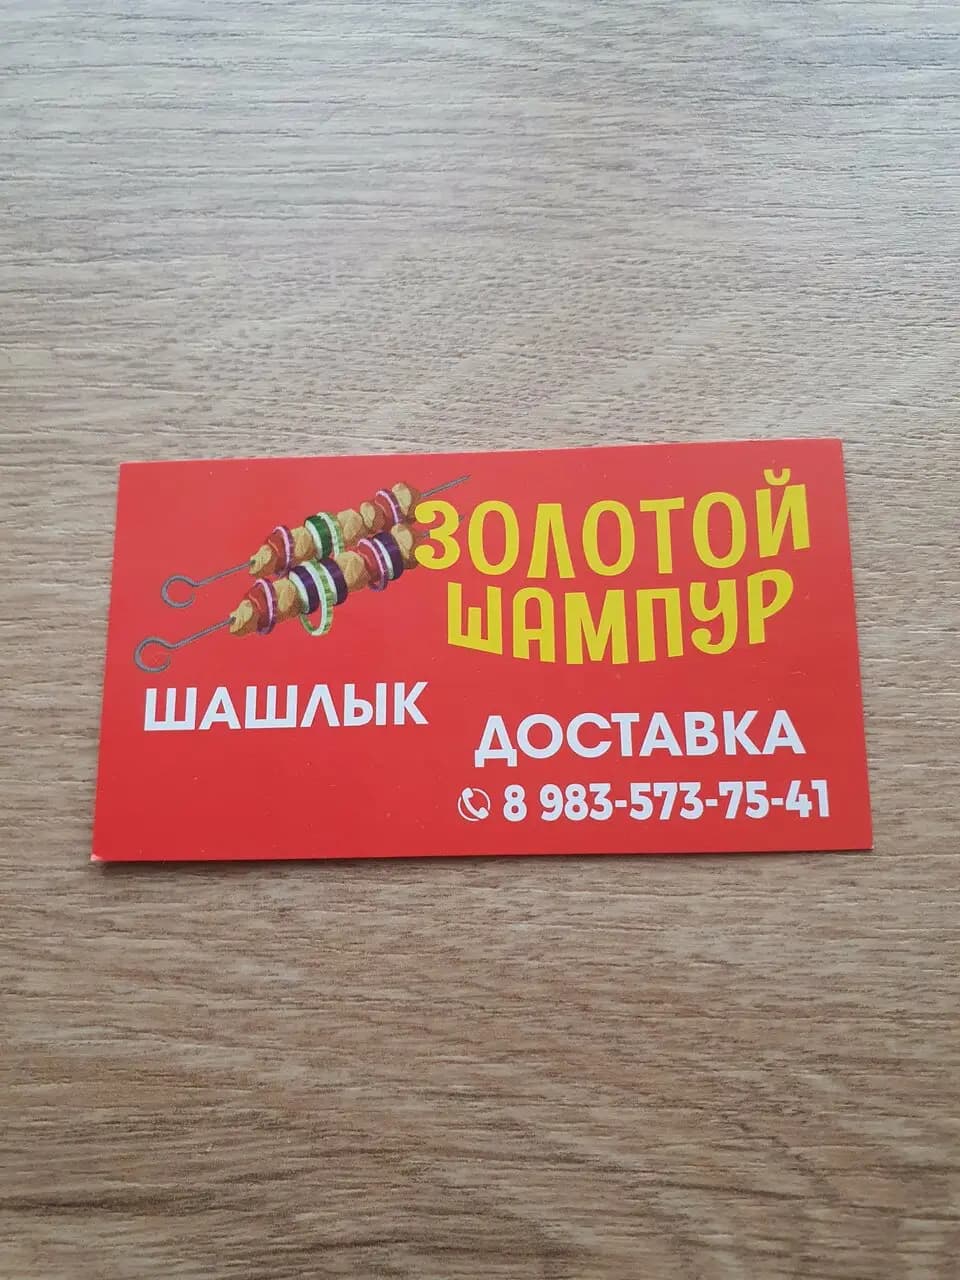 ЗОЛОТОЙ
ШАМПУР
ШАШЛЫК
ДОСТАВКА
8 983-573-75-41